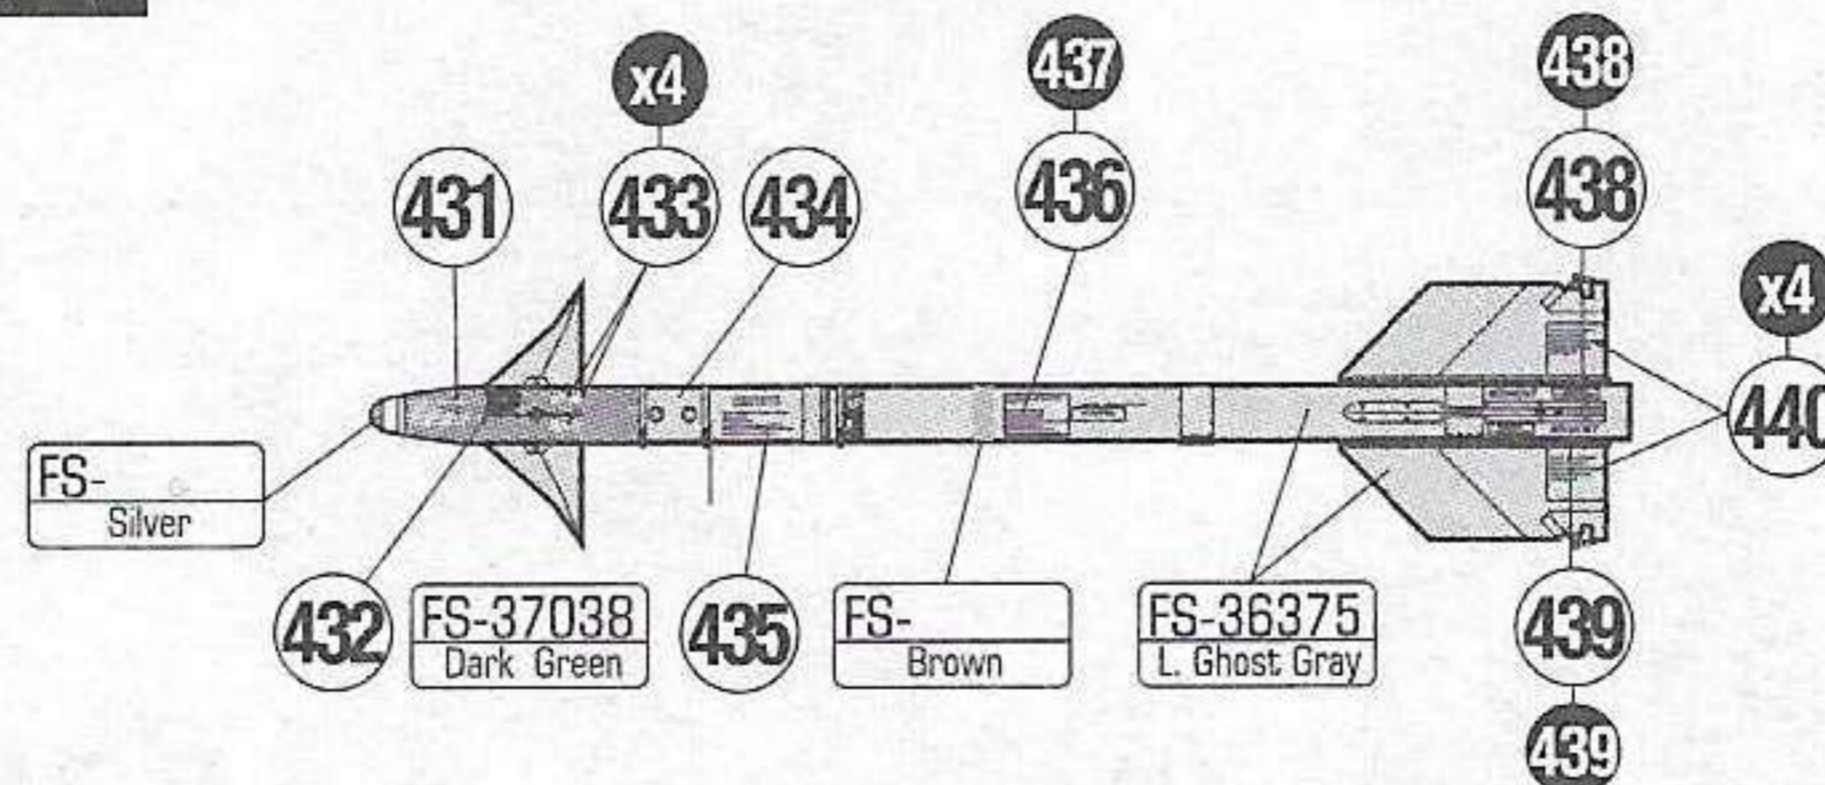 437
438
x4
436
438
431
433
434
x4
440
FS-
Silver
432
FS-37038
Dark Green
435
FS-
Brown
FS-36375
L. Ghost Gray
439
439